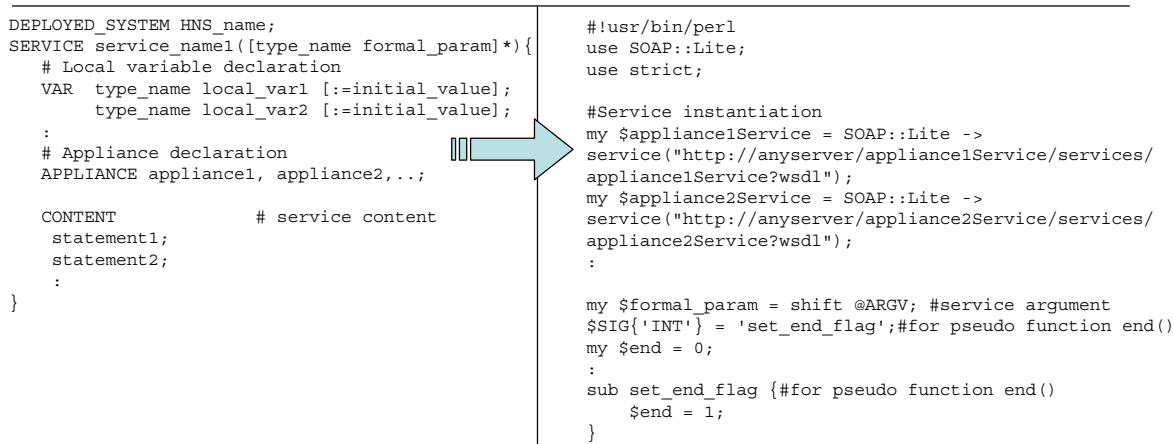 DEPLOYED_SYSTEM HNS_name;
SERVICE service_name1([type_name formal_param]*){
# Local variable declaration
VAR type_name local_var1 [:=initial_value];
type_name local_var2 [:=initial_value];
:
# Appliance declaration
APPLIANCE appliance1, appliance2,..;
CONTENT # service content
statement1;
statement2;
:
}
#!usr/bin/perl
use SOAP::Lite;
use strict;
#Service instantiation
my $appliance1Service = SOAP::Lite ->
service("http://anyserver/appliance1Service/services/
appliance1Service?wsdl");
my $appliance2Service = SOAP::Lite ->
service("http://anyserver/appliance2Service/services/
appliance2Service?wsdl");
:
my $formal_param = shift @ARGV; #service argument
$SIG{'INT'} = 'set_end_flag';#for pseudo function end()
my $end = 0;
:
sub set_end_flag {#for pseudo function end()
$end = 1;
}